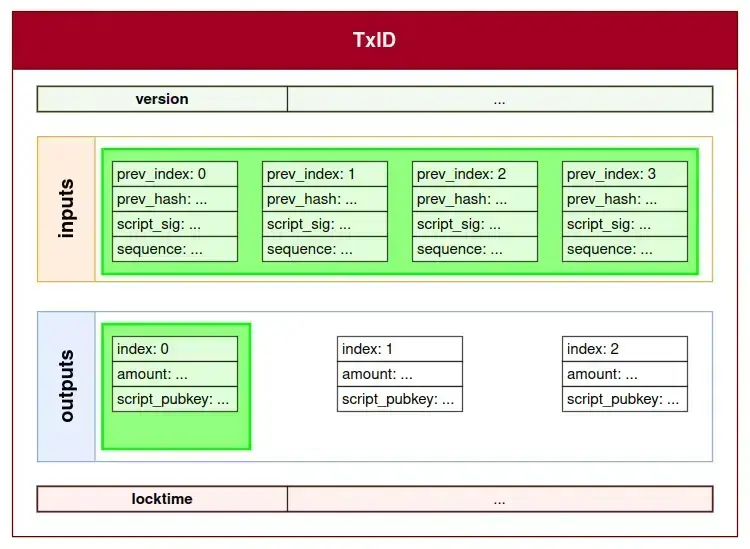 TxID
version ...
inputs
prev_index: 0
prev_hash: ...
script_sig: ...
sequence: ...
prev_index: 1
prev_hash: ...
script_sig: ...
sequence: ...
prev_index: 2
prev_hash: ...
script_sig: ...
sequence: ...
prev_index: 3
prev_hash: ...
script_sig: ...
sequence: ...
outputs
index: 0
amount: ...
script_pubkey: ...
index: 1
amount: ...
script_pubkey: ...
index: 2
amount: ...
script_pubkey: ...
locktime ...